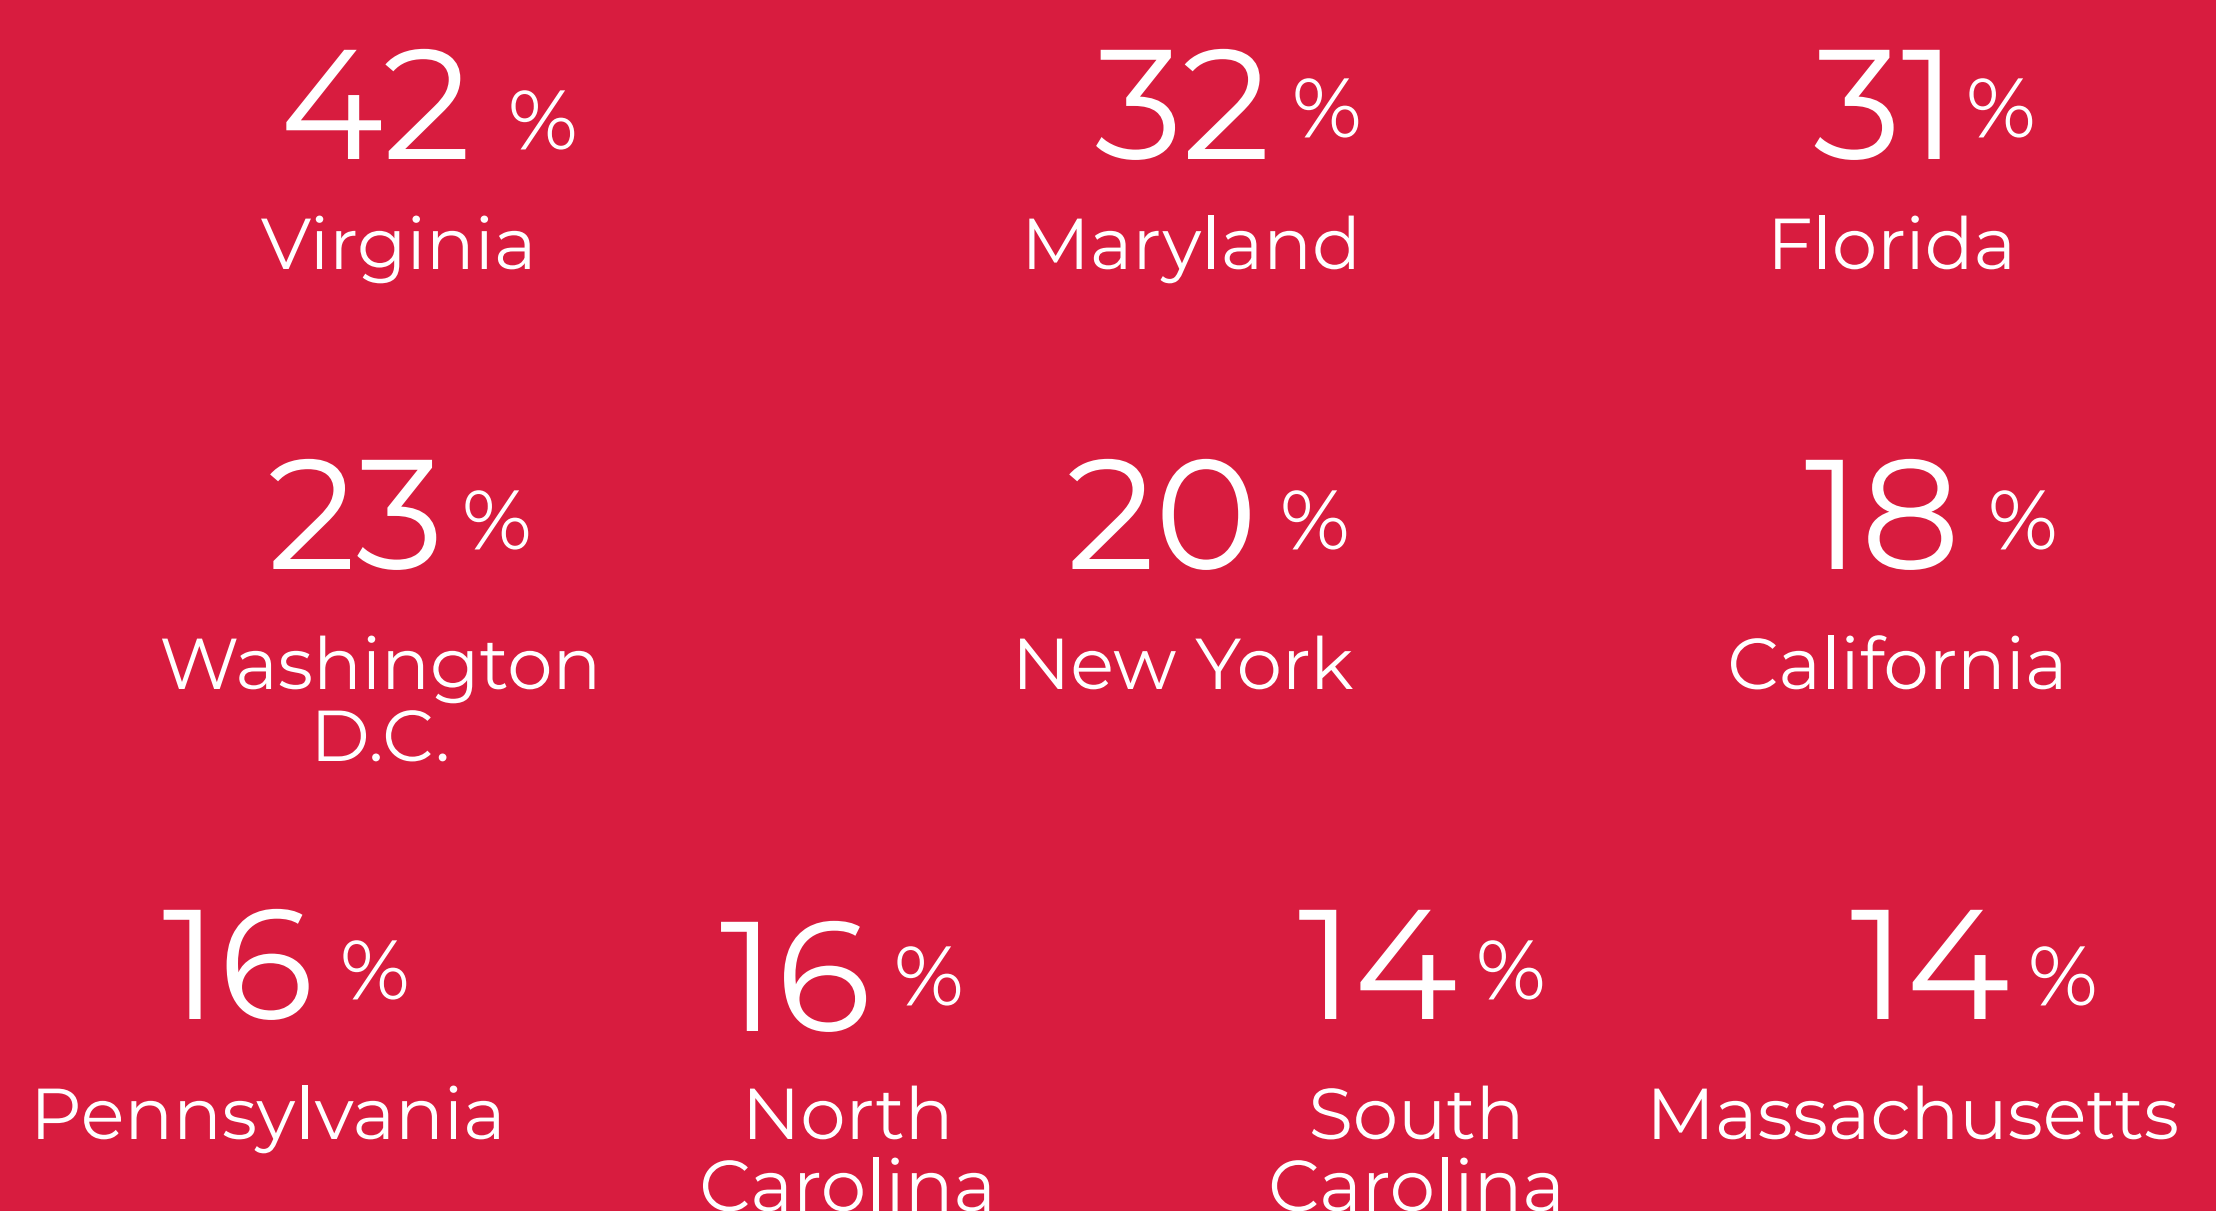 42 % 32 % 31 %
Virginia Maryland Florida
23 % 20 % 18 %
Washington New York California
D.C.
16 % 16 % 14 % 14 %
Pennsylvania North South Massachusetts
Carolina Carolina